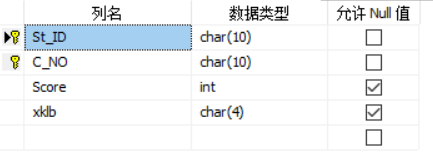 列名 数据类型 允许 Null 值
St_ID char(10)
C_NO char(10)
Score int
xklb char(4)